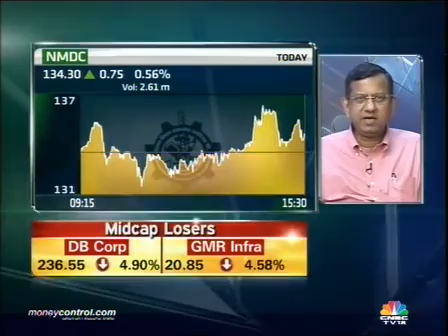 NMDC
TODAY
134.30 ▲ 0.75 0.56%
Vol: 2.61 m
137
131
09:15 15:30
Midcap Losers
DB Corp GMR Infra
236.55 4.90% 20.85 4.58%
moneycontrol.com
CNBC
TV18